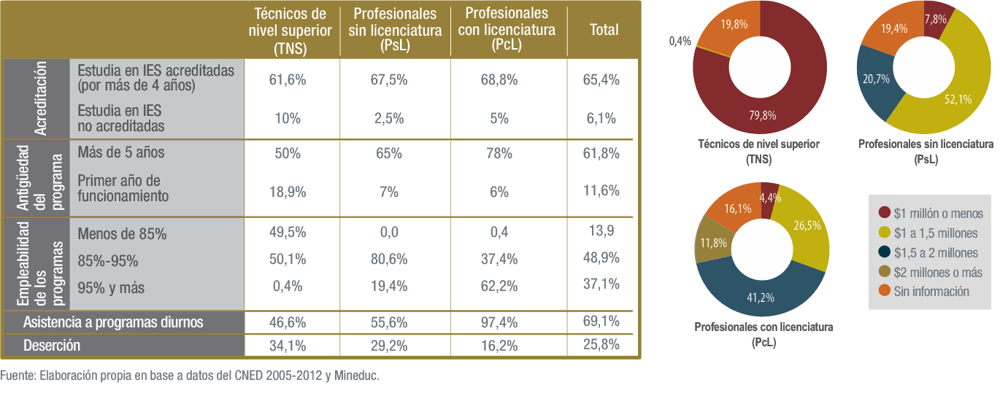 Técnicos de
nivel superior
(TNS)
Profesionales
sin licenciatura
(PsL)
Profesionales
con licenciatura
(PcL)
Total
Acreditación
Estudia en IES acreditadas
(por más de 4 años)
61,6%
67,5%
68,8%
65,4%
Estudia en IES
no acreditadas
10%
2,5%
5%
6,1%
Antigüedad
del
programa
Más de 5 años
50%
65%
78%
61,8%
Primer año de
funcionamiento
18,9%
7%
6%
11,6%
Empleabilidad
de los
programas
Menos de 85%
49,5%
0,0
0,4
13,9
85%-95%
50,1%
80,6%
37,4%
48,9%
95% y más
0,4%
19,4%
62,2%
37,1%
Asistencia a programas diurnos
46,6%
55,6%
97,4%
69,1%
Deserción
34,1%
29,2%
16,2%
25,8%
Fuente: Elaboración propia en base a datos del CNED 2005-2012 y Mineduc.
19,8%
0,4%
79,8%
Técnicos de nivel superior
(TNS)
7,8%
19,4%
20,7%
52,1%
Profesionales sin licenciatura
(PsL)
4,4%
16,1%
26,5%
11,8%
41,2%
Profesionales con licenciatura
(PcL)
$1 millón o menos
$1 a 1,5 millones
$1,5 a 2 millones
$2 millones o más
Sin información